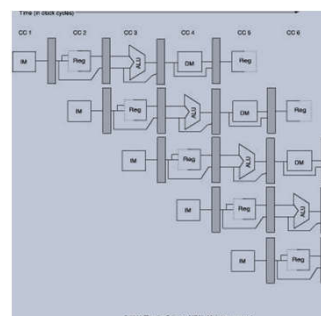 Time (in clock cycles)
CC 1 CC 2 CC 3 CC 4 CC 5 CC 6
IM Reg ALU DM Reg
IM Reg ALU DM Reg
IM Reg ALU DM
IM Reg ALU
IM Reg